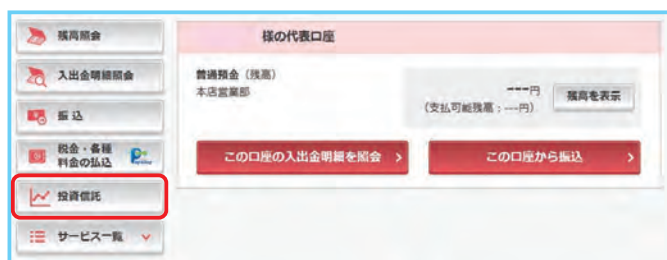 残高照会
入出金明細照会
振込
税金・各種
料金の払込
投資信託
サービス一覧
様の代表口座
普通預金（残高）
本店営業部
---円
（支払可能残高：---円）
残高を表示
この口座の入出金明細を照会
この口座から振込